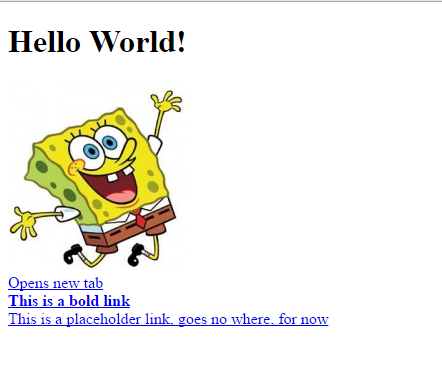 Hello World!
Opens new tab
This is a bold link
This is a placeholder link, goes no where, for now